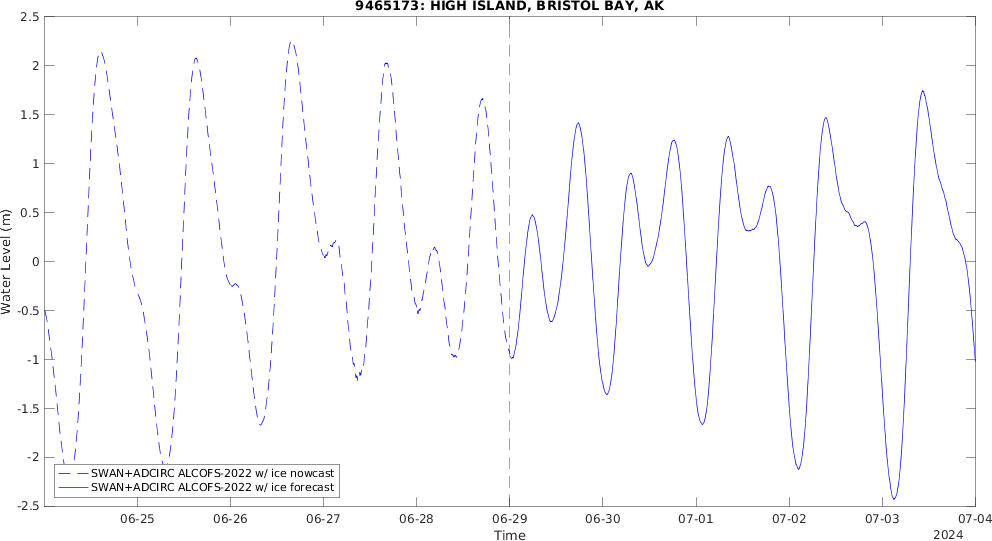 9465173: HIGH ISLAND, BRISTOL BAY, AK
2.5
2
1.5
1
0.5
0
-0.5
-1
-1.5
-2
-2.5
Water Level (m)
SWAN+ADCIRC ALCOFS-2022 w/ ice nowcast
SWAN+ADCIRC ALCOFS-2022 w/ ice forecast
06-25 06-26 06-27 06-28 06-29 06-30 07-01 07-02 07-03 07-04
Time
2024